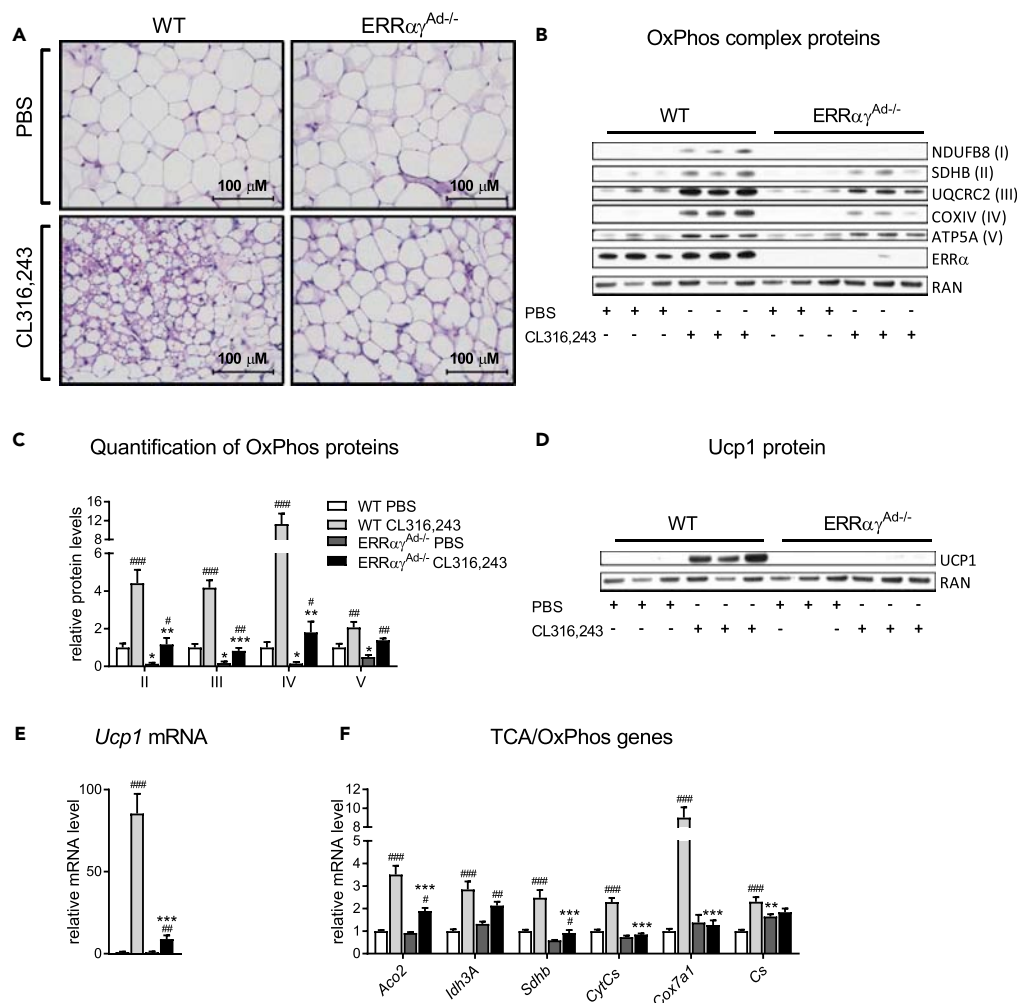 A
WT
ERRαγAd-/-
PBS
100 μM
100 μM
CL316,243
100 μM
100 μM
B
OxPhos complex proteins
WT
ERRαγAd-/-
NDUFB8 (I)
SDHB (II)
UQCRC2 (III)
COXIV (IV)
ATP5A (V)
ERRα
RAN
PBS + + + - - - + + + - - -
CL316,243 - - - + + + - - - + + +
C
Quantification of OxPhos proteins
relative protein levels
16
12
8
6
4
2
0
WT PBS
WT CL316,243
ERRαγAd-/- PBS
ERRαγAd-/- CL316,243
### * # **
### * ## ***
### * # **
## * ##
II III IV V
D
Ucp1 protein
WT
ERRαγAd-/-
UCP1
RAN
PBS + + + - - - + + + - - -
CL316,243 - - - + + + - - - + + +
E
Ucp1 mRNA
relative mRNA level
100
50
0
###
***
##
F
TCA/OxPhos genes
relative mRNA level
12
10
8
6
5
4
3
2
1
0
### *** #
### ##
### *** #
### ***
### ***
### **
Aco2 Idh3A Sdhb CytCs Cox7a1 Cs